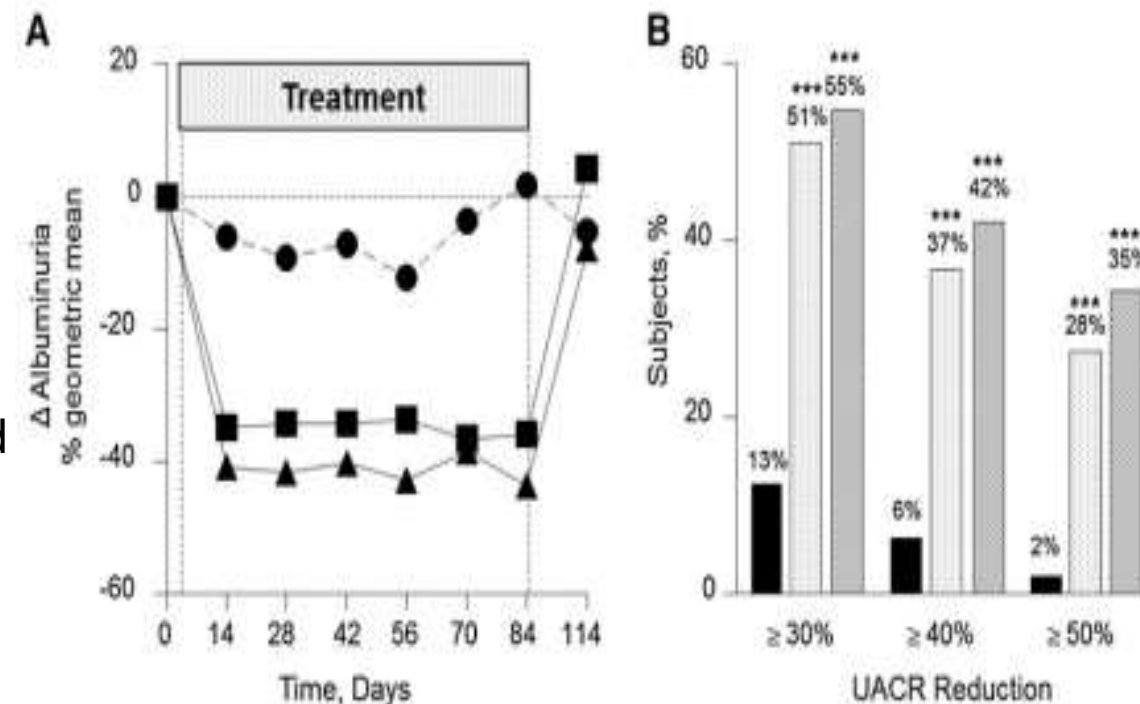 A
20
0
-20
-40
-60
Δ Albuminuria
% geometric mean
Treatment
0 14 28 42 56 70 84 114
Time, Days
d
B
60
40
20
0
Subjects, %
13%
***
51%
***
55%
6%
***
37%
***
42%
2%
***
28%
***
35%
≥ 30% ≥ 40% ≥ 50%
UACR Reduction